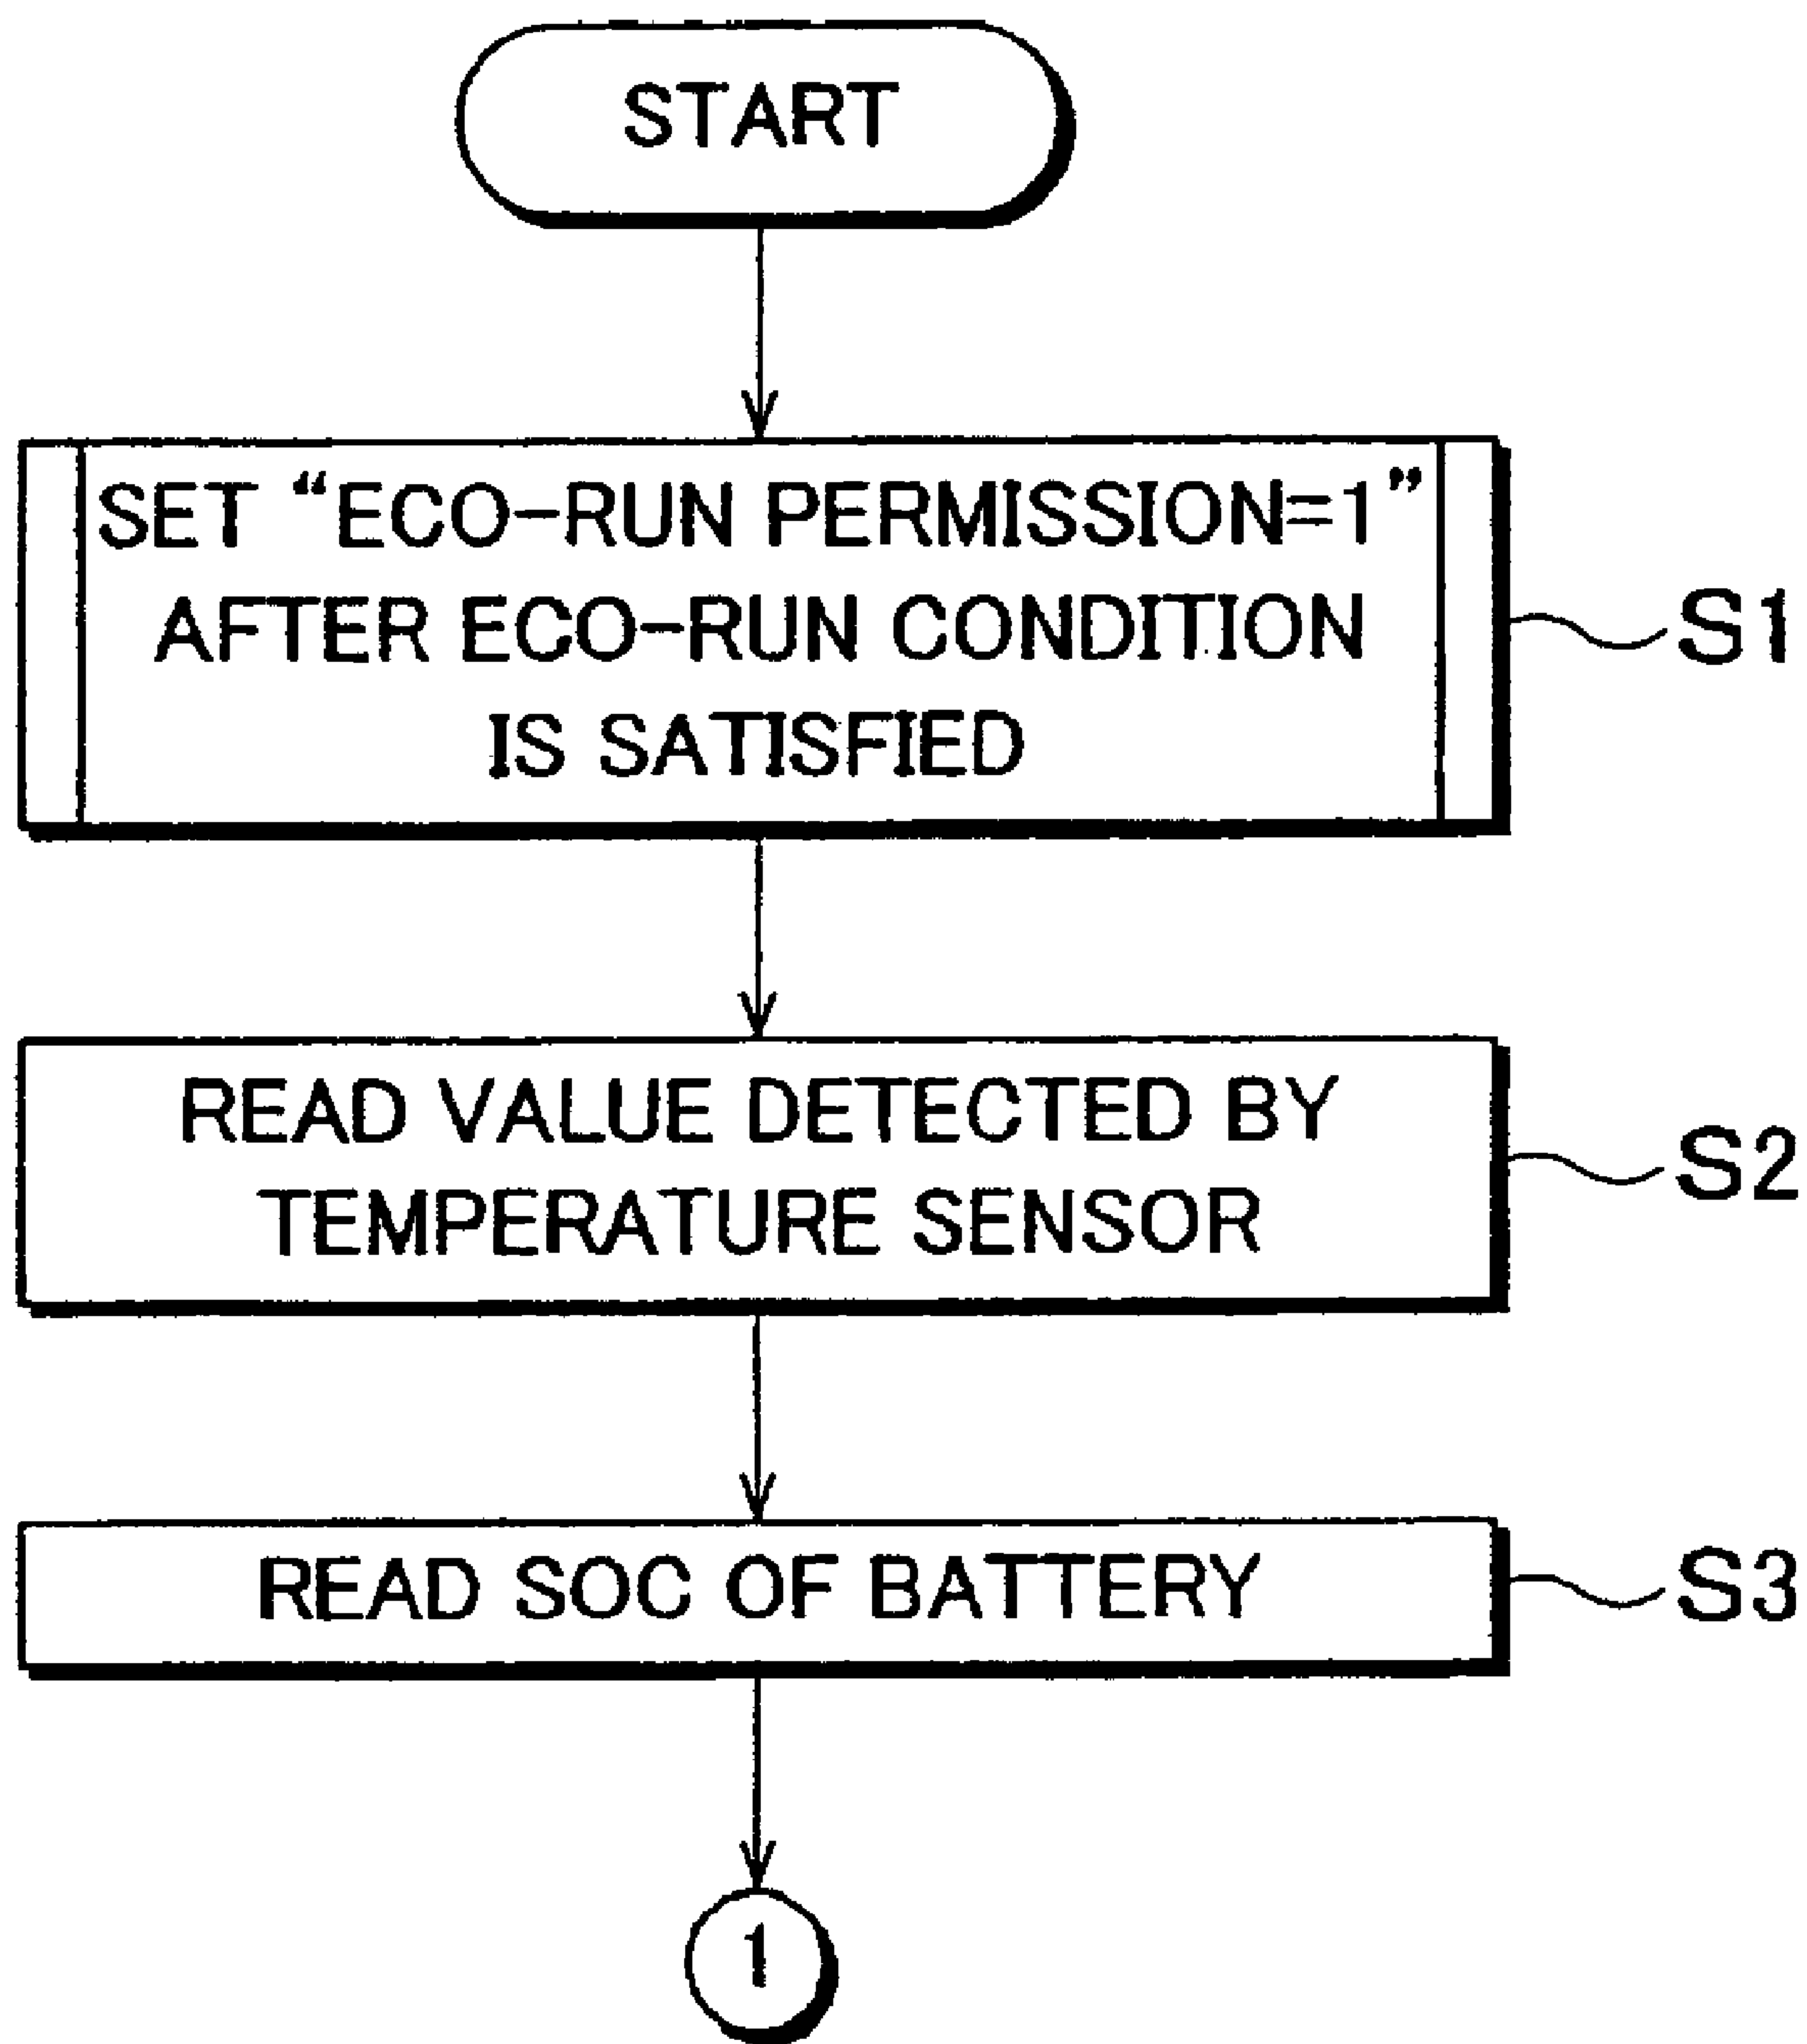 START
SET “ECO-RUN PERMISSION=1”
AFTER ECO-RUN CONDITION
IS SATISFIED
S1
READ VALUE DETECTED BY
TEMPERATURE SENSOR
S2
READ SOC OF BATTERY
S3
1